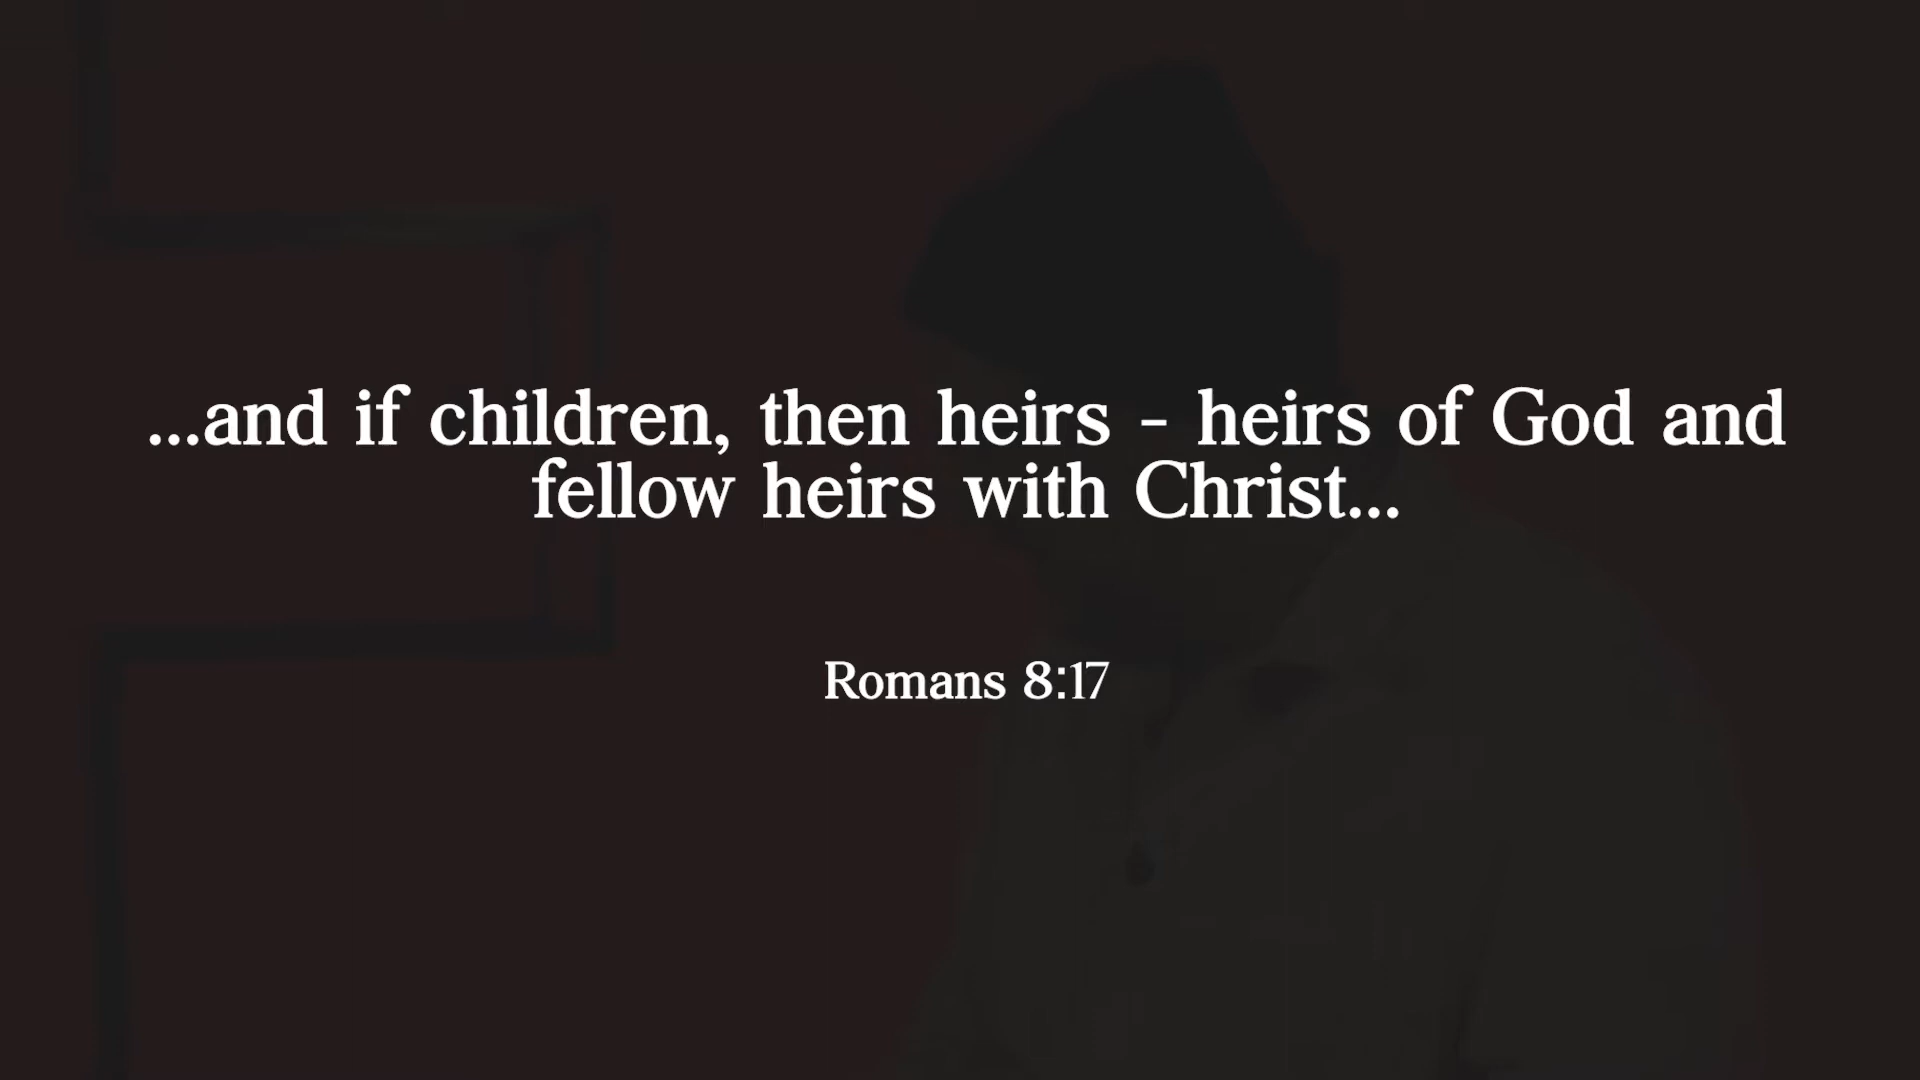 ...and if children, then heirs - heirs of God and
fellow heirs with Christ...
Romans 8:17